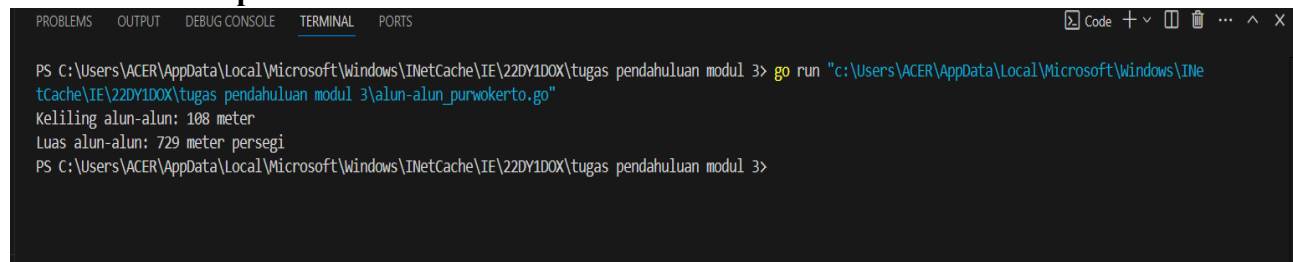 PROBLEMS OUTPUT DEBUG CONSOLE TERMINAL PORTS Code
PS C:\Users\ACER\AppData\Local\Microsoft\Windows\INetCache\IE\22DY1DOX\tugas pendahuluan modul 3> go run "c:\Users\ACER\AppData\Local\Microsoft\Windows\INe
tCache\IE\22DY1DOX\tugas pendahuluan modul 3\alun-alun_purwokerto.go"
Keliling alun-alun: 108 meter
Luas alun-alun: 729 meter persegi
PS C:\Users\ACER\AppData\Local\Microsoft\Windows\INetCache\IE\22DY1DOX\tugas pendahuluan modul 3>